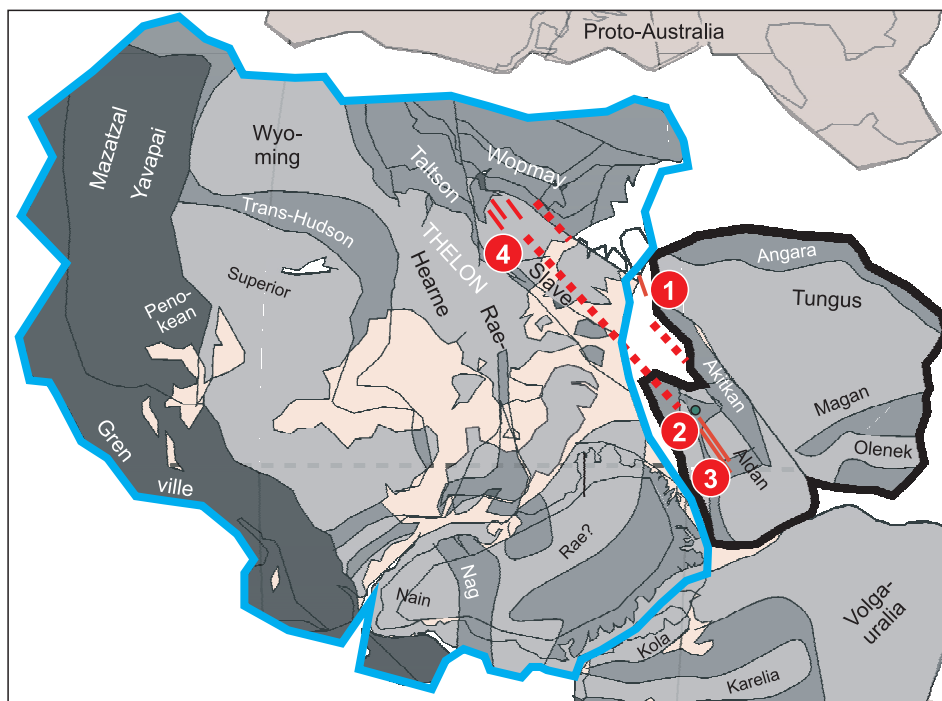 Proto-Australia
Mazatzal
Yavapai
Wyo-
ming
Taltson
Wopmay
Trans-Hudson
THELON
Hearne
Rae
Slave
Superior
Peno-
kean
Gren
ville
Nain
Nag
Rae?
Angara
Tungus
Akitkan
Magan
Olenek
Aldan
Volga-
uralia
Kola
Karelia
1
2
3
4